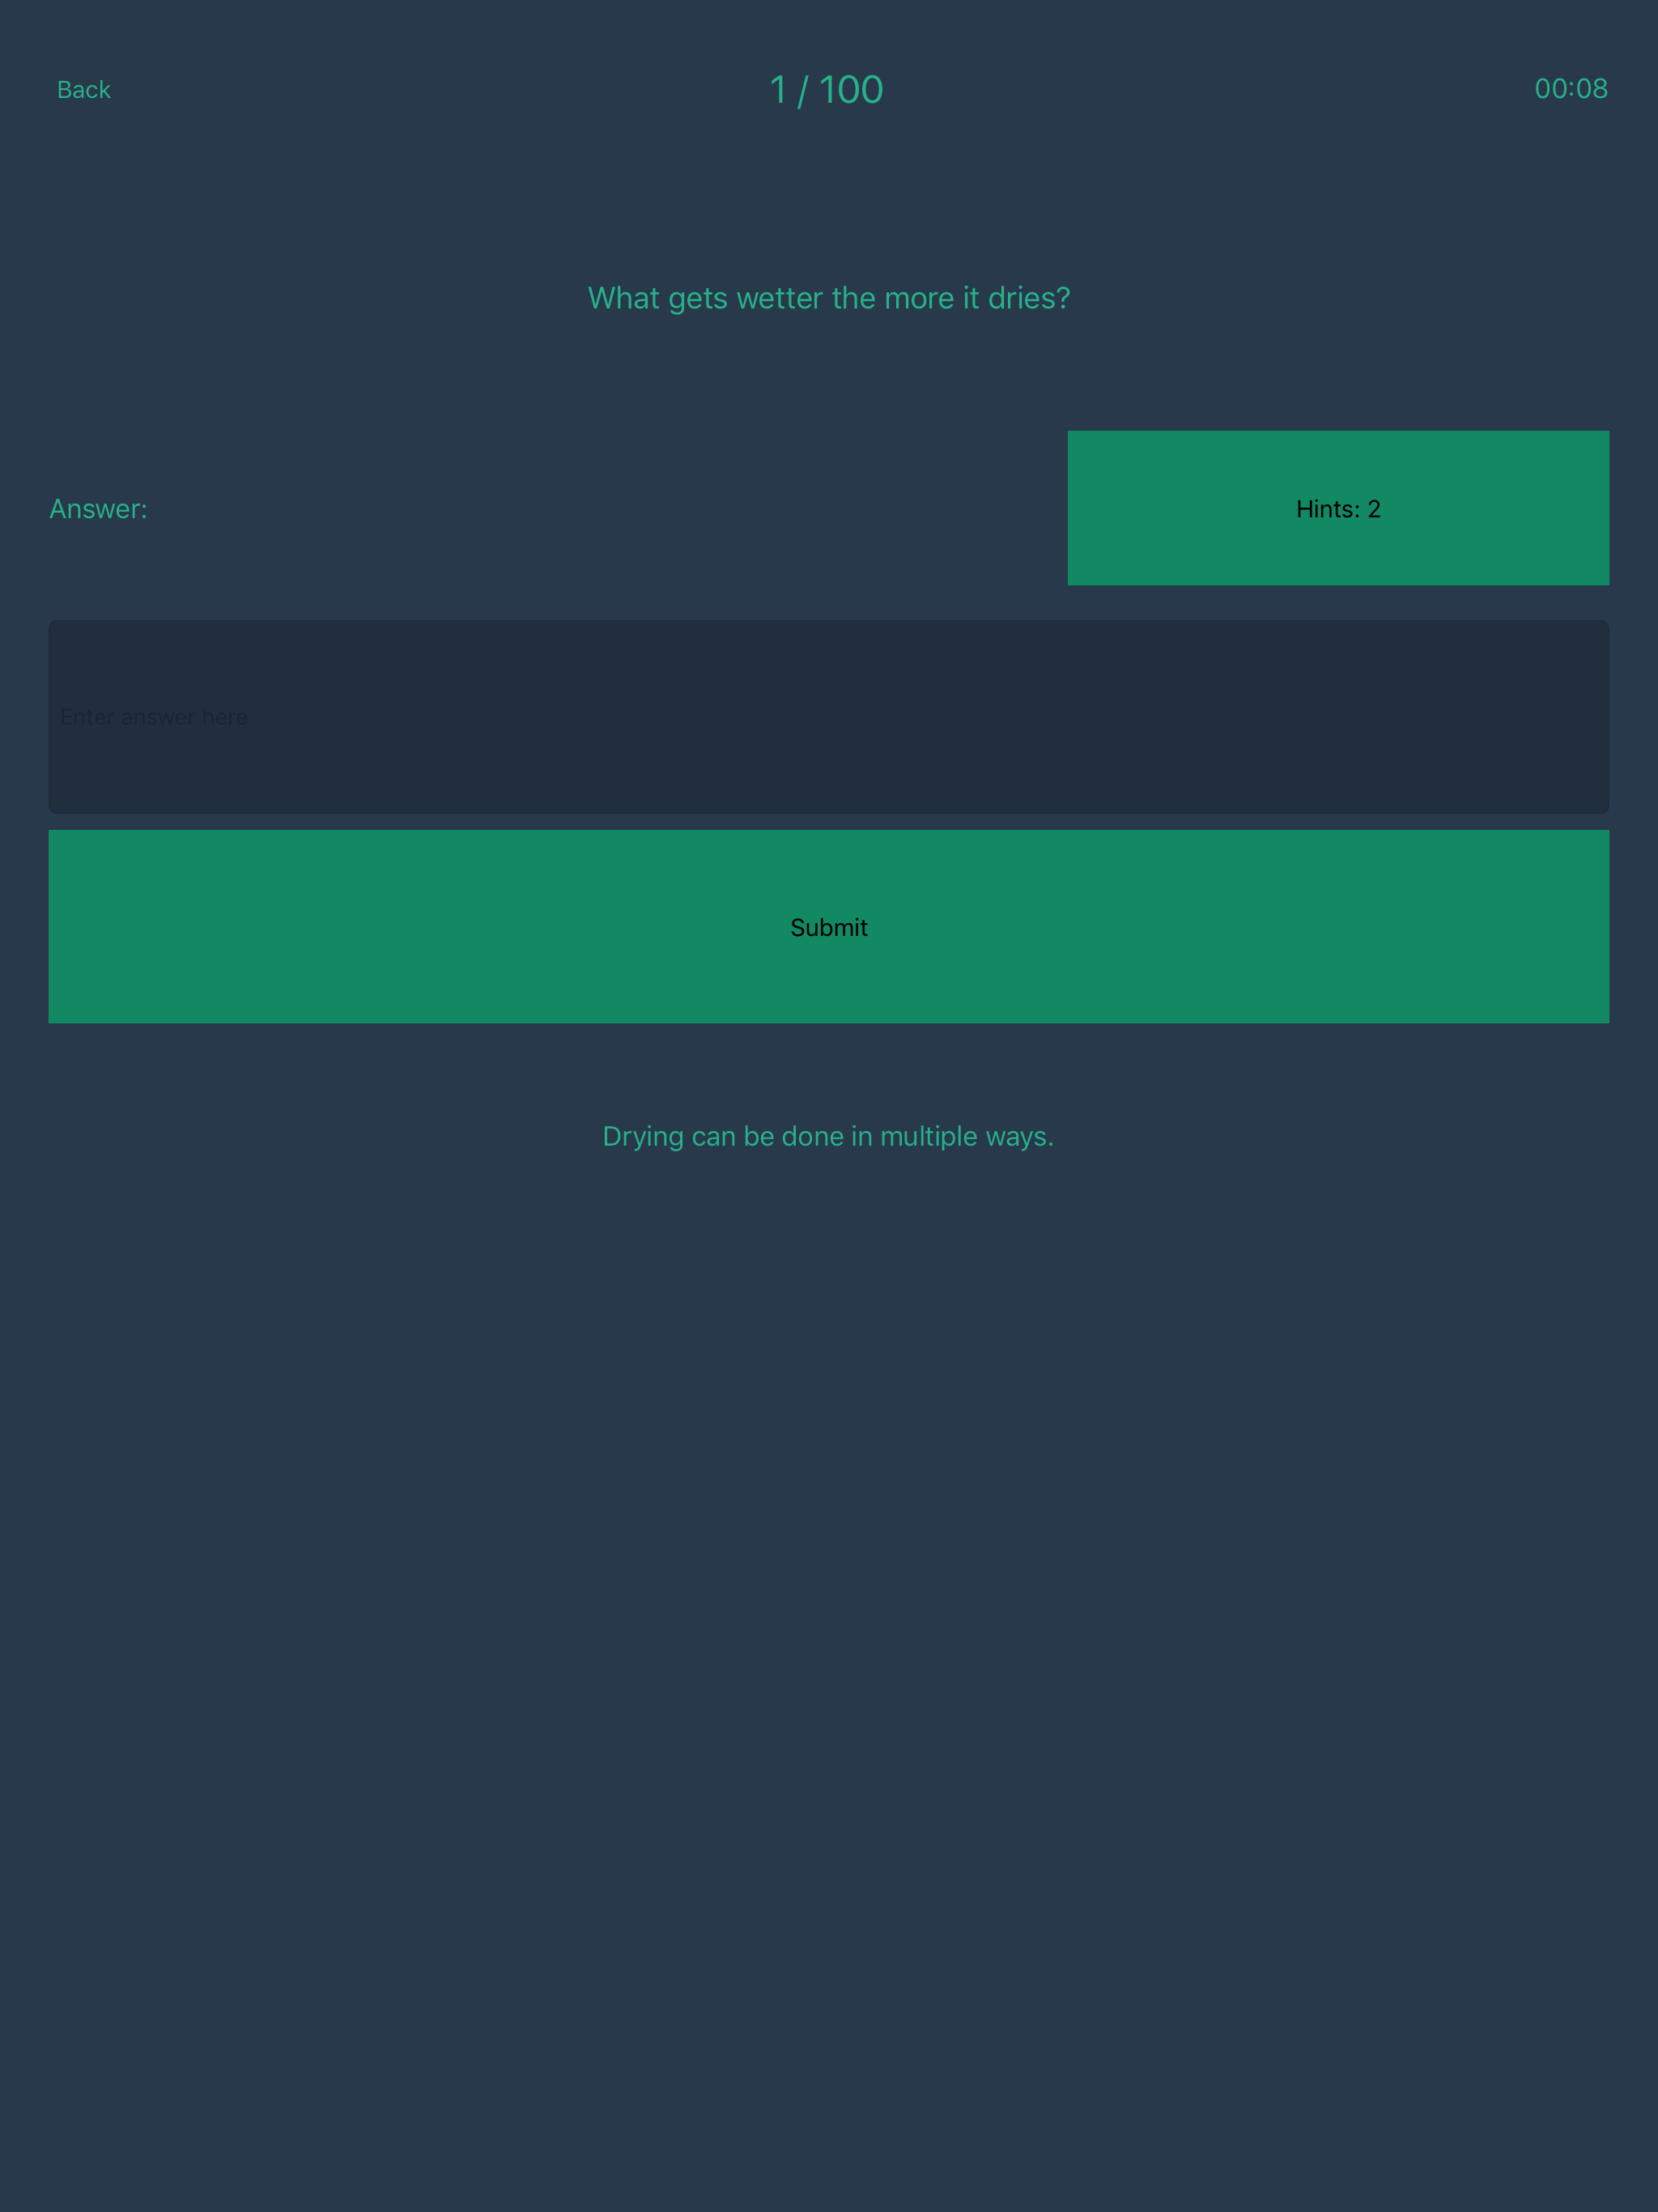 Back
1 / 100
00:08
What gets wetter the more it dries?
Answer:
Hints: 2
Enter answer here
Submit
Drying can be done in multiple ways.